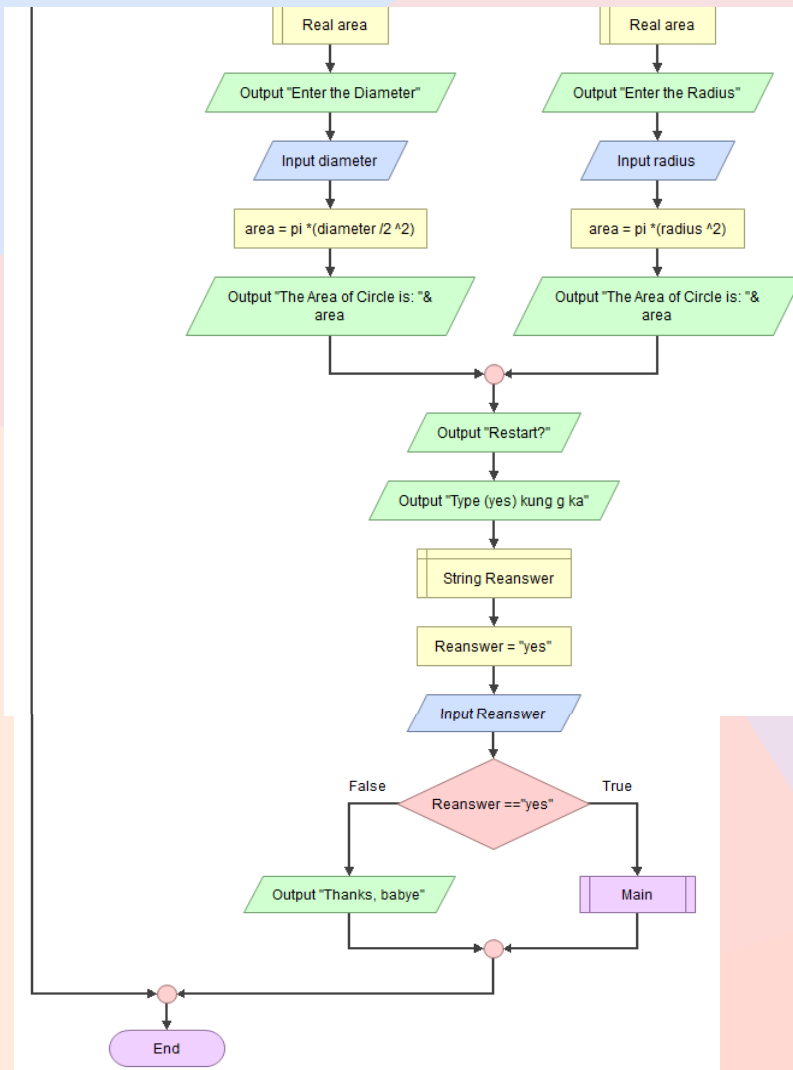 Real area
Real area
Output "Enter the Diameter"
Output "Enter the Radius"
Input diameter
Input radius
area = pi *(diameter /2 ^2)
area = pi *(radius ^2)
Output "The Area of Circle is: "&
area
Output "The Area of Circle is: "&
area
Output "Restart?"
Output "Type (yes) kung g ka"
String Reanswer
Reanswer = "yes"
Input Reanswer
False
True
Reanswer =="yes"
Output "Thanks, babye"
Main
End